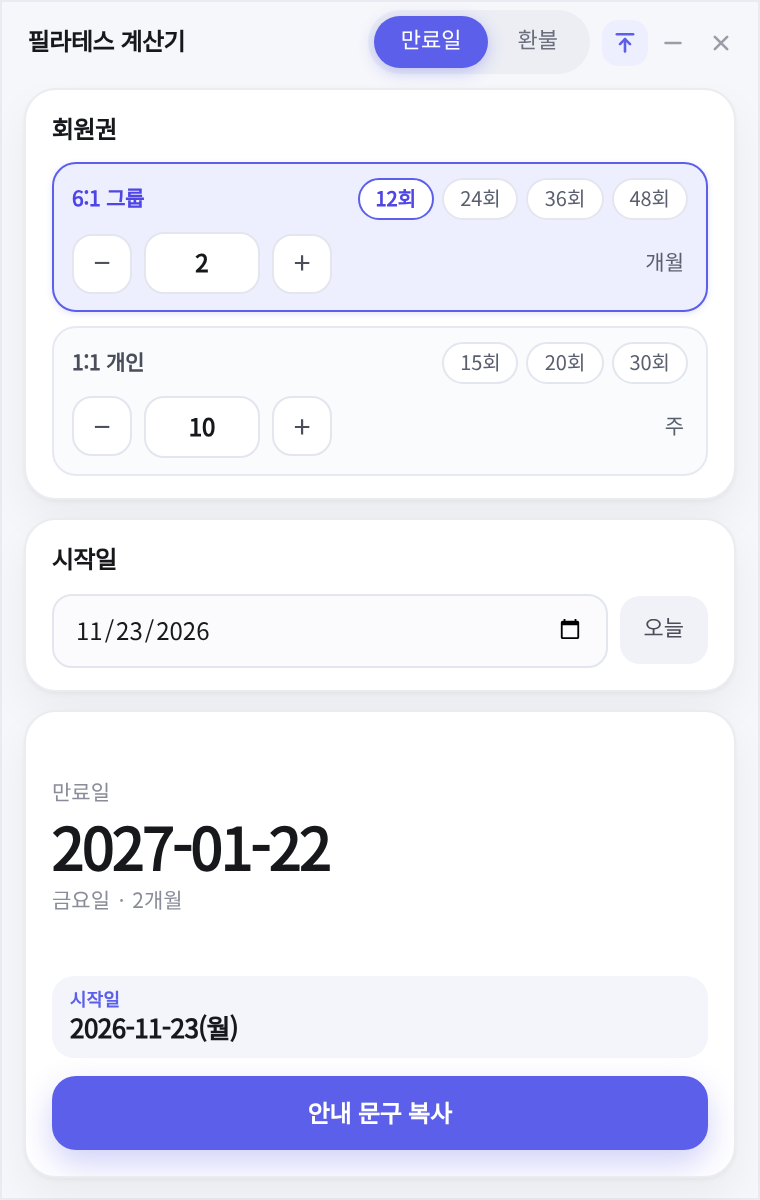 필라테스 계산기 만료일 환불
회원권
6:1 그룹 12회 24회 36회 48회
− 2 + 개월
1:1 개인 15회 20회 30회
− 10 + 주
시작일
11/23/2026 오늘
만료일
2027-01-22
금요일 · 2개월
시작일
2026-11-23(월)
안내 문구 복사